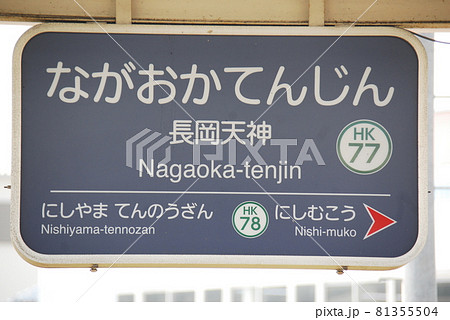 ながおかてんじん
長岡天神
HK
77
Nagaoka-tenjin
にしやま てんのうざん
HK
78
にしむこう
Nishiyama-tennozan
Nishi-muko
PIXTA
pixta.jp - 81355504